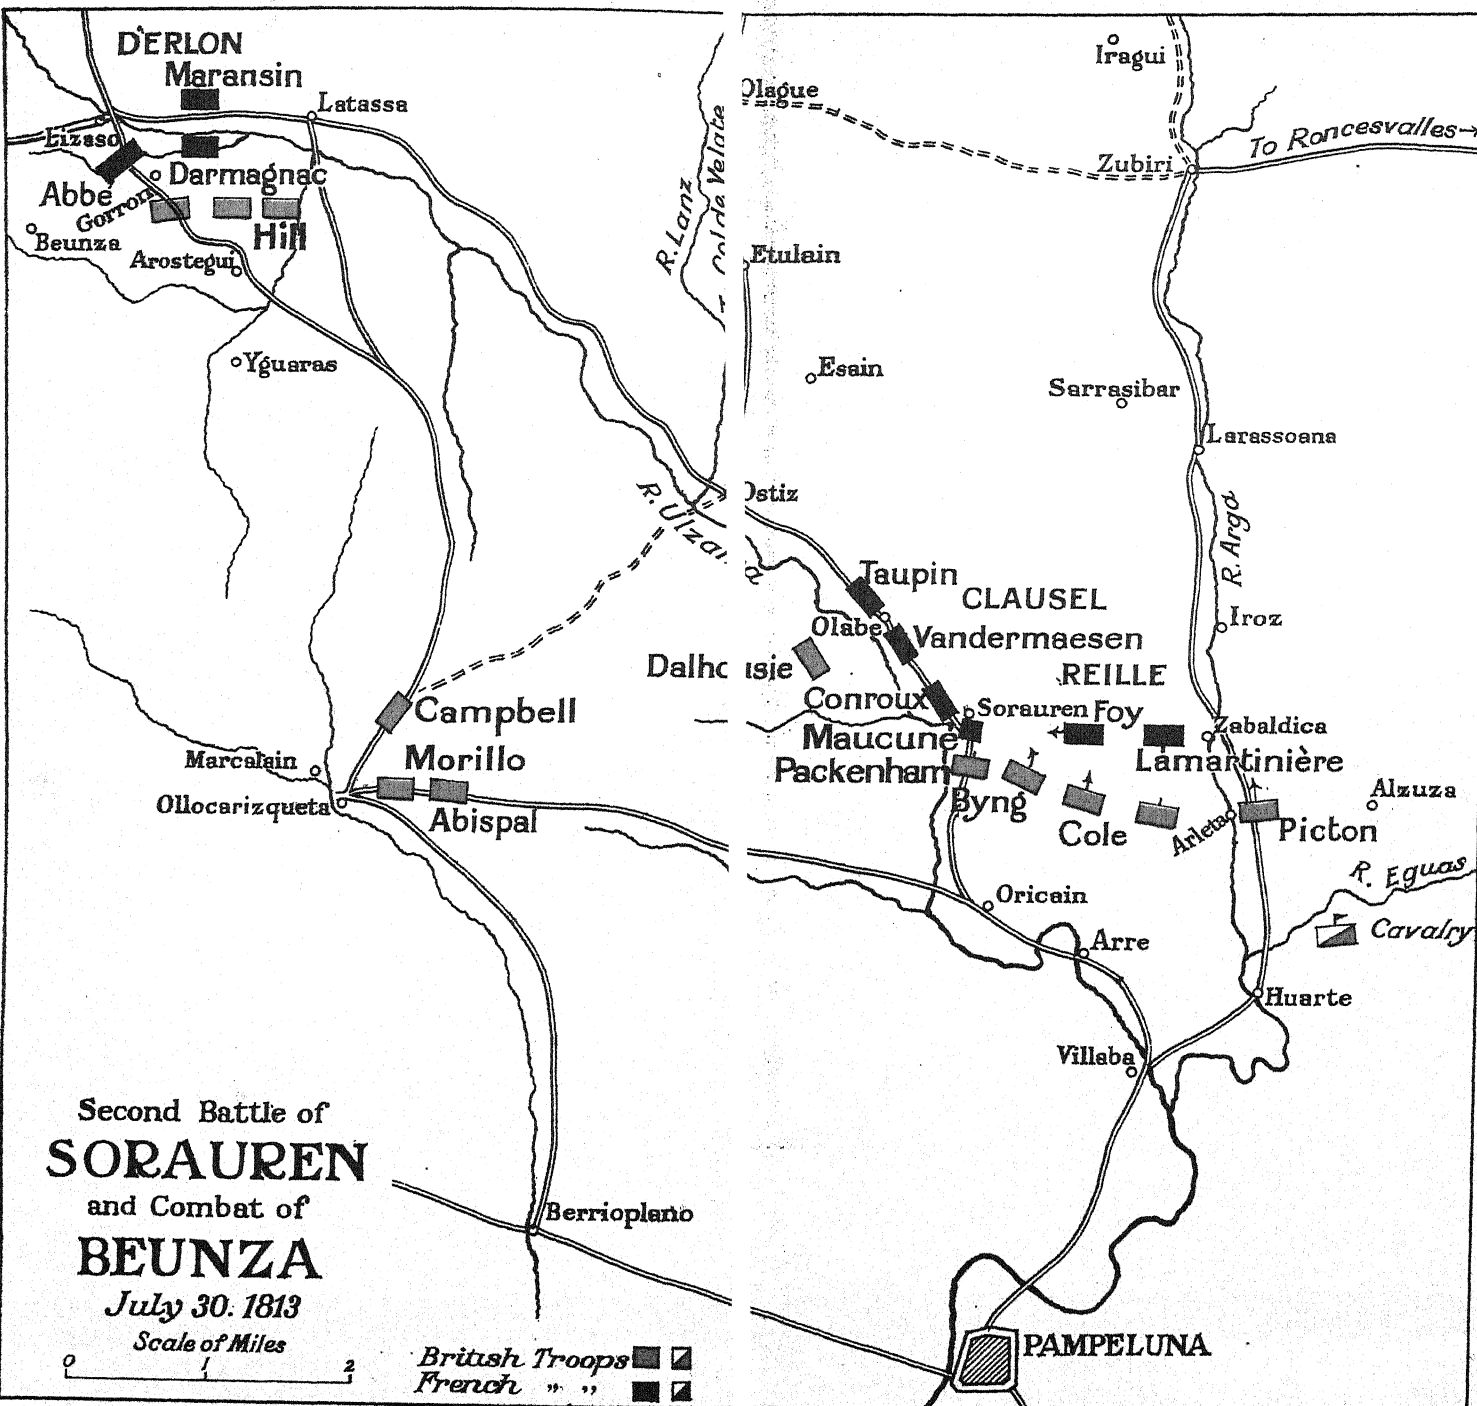 D'ERLON
Maransin
Latassa
Lizaso
Abbé
Darmagnac
Gorron
Hill
Beunza
Arostegui
Yguaras
R. Lanz
Col de Velate
Olague
Iragui
Zubiri
To Roncesvalles→
Etulain
Esain
Sarrasibar
Larassoana
R. Arga
Iroz
R. Ulzama
Ostiz
Taupin
CLAUSEL
Olabe
Vandermaesen
Dalhousie
REILLE
Conroux
Sorauren
Foy
Zabaldica
Maucune
Lamartinière
Packenham
Byng
Cole
Arleta
Picton
Alzuza
R. Eguas
Cavalry
Campbell
Morillo
Marcalain
Ollocarizqueta
Abispal
Oricain
Arre
Huarte
Villaba
Berrioplano
PAMPELUNA
Second Battle of
SORAUREN
and Combat of
BEUNZA
July 30. 1813
Scale of Miles
0 1 2
British Troops
French " "